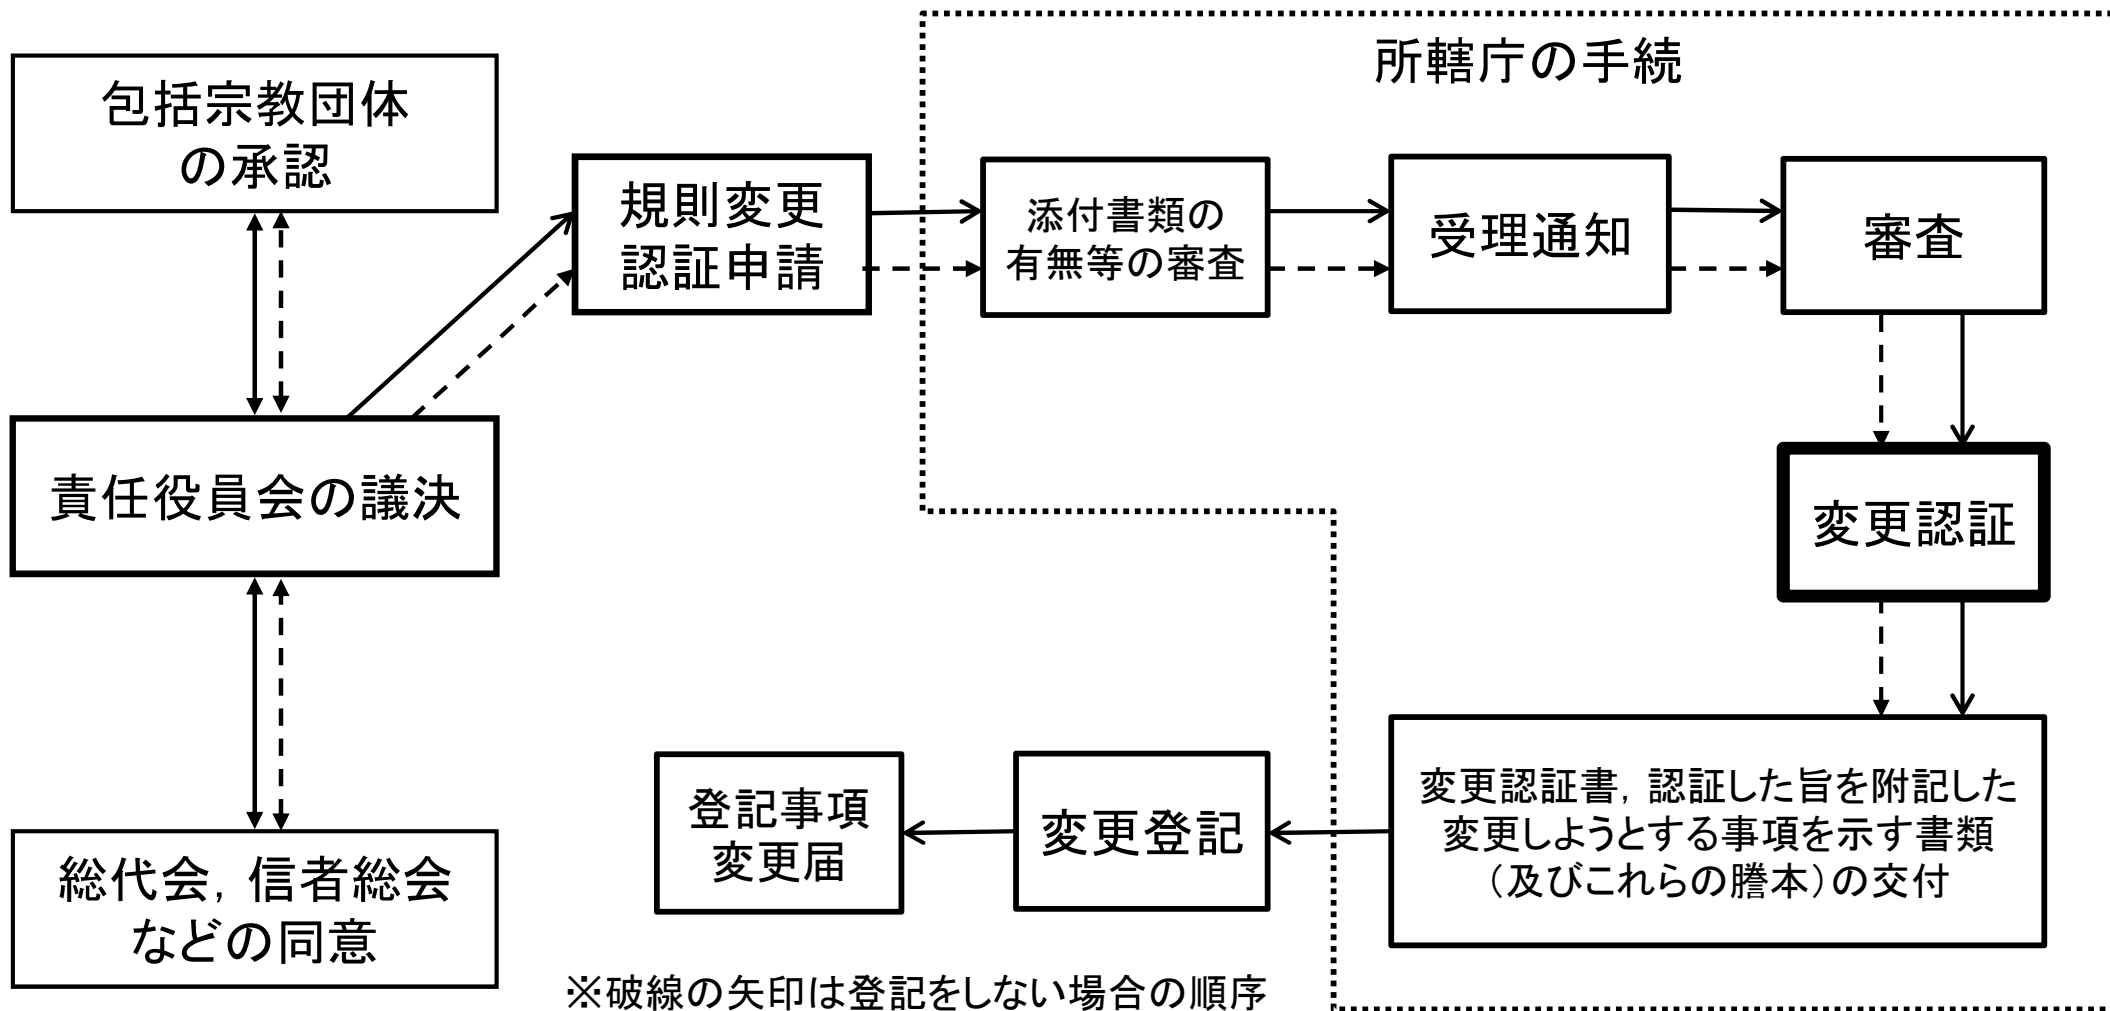 所轄庁の手続
包括宗教団体
の承認
規則変更
認証申請
添付書類の
有無等の審査
受理通知
審査
責任役員会の議決
変更認証
総代会，信者総会
などの同意
登記事項
変更届
変更登記
変更認証書，認証した旨を附記した
変更しようとする事項を示す書類
（及びこれらの謄本）の交付
※破線の矢印は登記をしない場合の順序